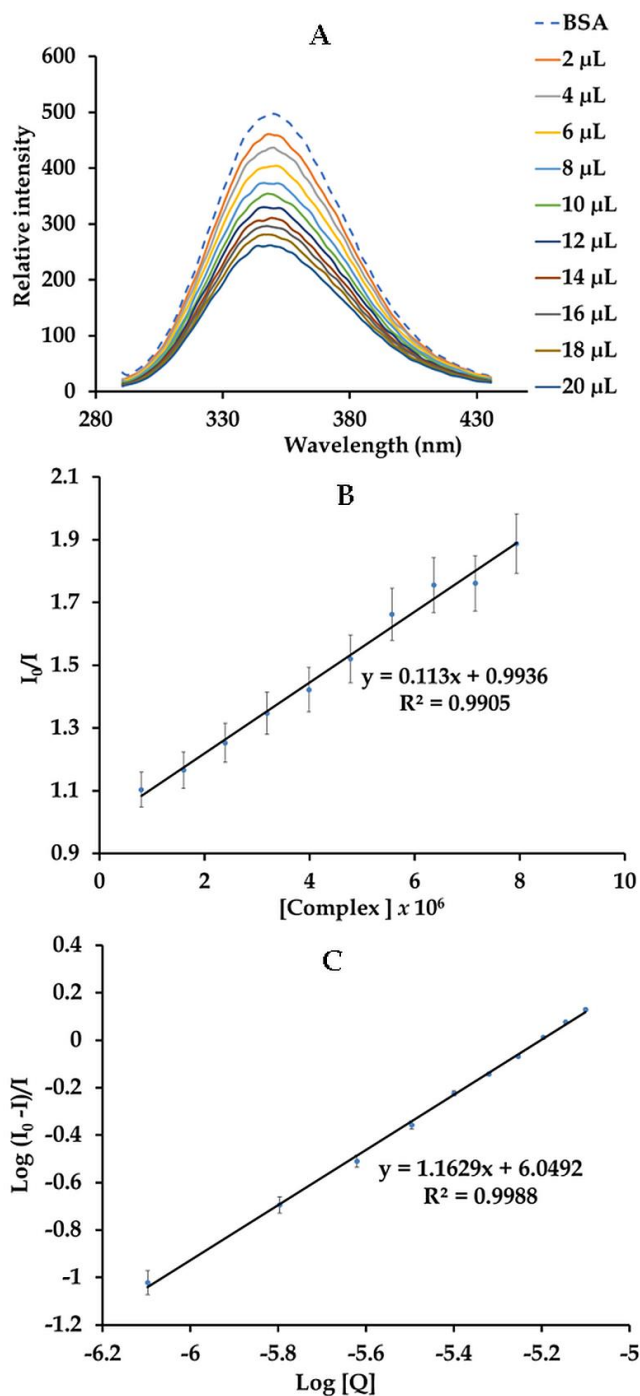 A
Relative intensity
600
500
400
300
200
100
0
280
330
380
430
Wavelength (nm)
BSA
2 µL
4 µL
6 µL
8 µL
10 µL
12 µL
14 µL
16 µL
18 µL
20 µL
B
I₀/I
2.1
1.9
1.7
1.5
1.3
1.1
0.9
y = 0.113x + 0.9936
R² = 0.9905
0
2
4
6
8
10
[Complex ] x 10⁶
C
Log (I₀ -I)/I
0.4
0.2
0
-0.2
-0.4
-0.6
-0.8
-1
-1.2
y = 1.1629x + 6.0492
R² = 0.9988
-6.2
-6
-5.8
-5.6
-5.4
-5.2
-5
Log [Q]